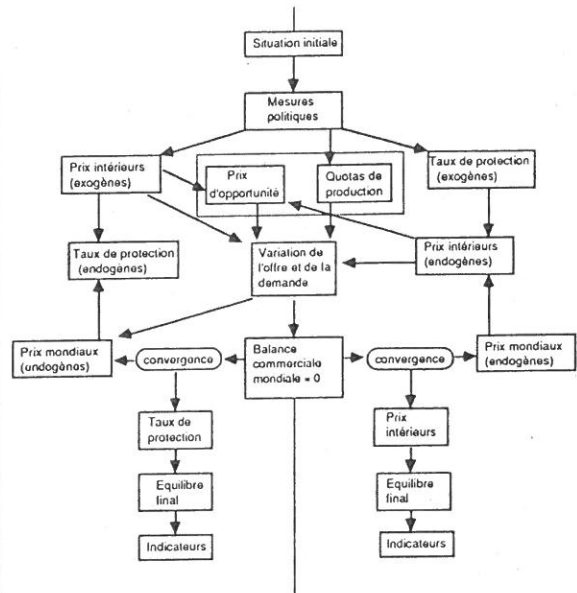 Situation initiale
Mesures
politiques
Prix intérieurs
(exogènes)
Prix
d'opportunité
Quotas de
production
Taux de protection
(exogènes)
Taux de protection
(endogènes)
Variation de
l'offre et de la
demande
Prix intérieurs
(endogènes)
Prix mondiaux
(undogènes)
convergence
Balance
commerciale
mondiale = 0
convergence
Prix mondiaux
(endogènes)
Taux de
protection
Prix
intérieurs
Equilibre
final
Equilibre
final
Indicateurs
Indicateurs